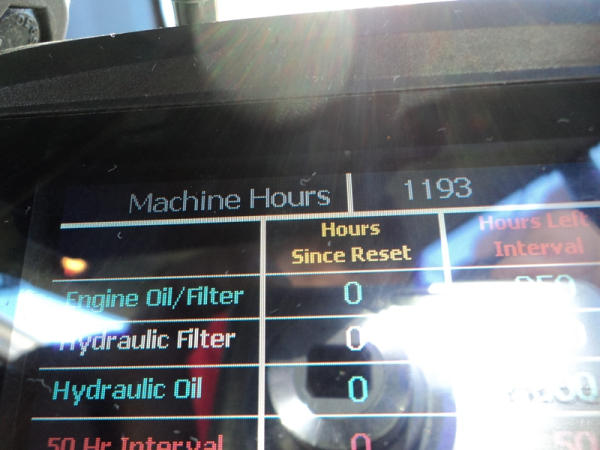 Machine Hours 1193
Hours Since Reset Hours Left Interval
Engine Oil/Filter 0
Hydraulic Filter 0
Hydraulic Oil 0
50 Hr Interval 0 50